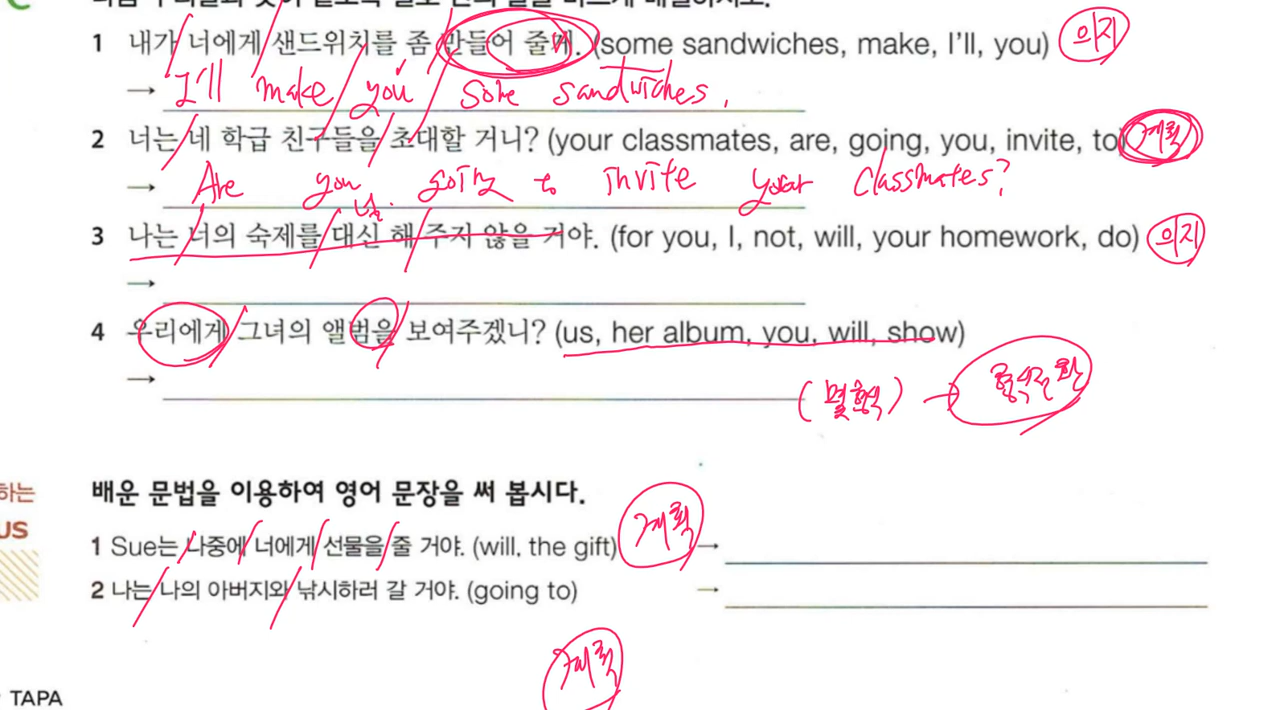 1 내가 너에게 샌드위치를 좀 만들어 줄게. (some sandwiches, make, I'll, you) 의지
→ I'll make you some sandwiches.
2 너는 네 학급 친구들을 초대할 거니? (your classmates, are, going, you, invite, to) 계획
→ Are you going to invite your classmates?
3 나는 너의 숙제를 대신 해 주지 않을 거야. (for you, I, not, will, your homework, do) 의지
→
4 우리에게 그녀의 앨범을 보여주겠니? (us, her album, you, will, show)
→
배운 문법을 이용하여 영어 문장을 써 봅시다.
하는
US
1 Sue는 나중에 너에게 선물을 줄 거야. (will, the gift) 계획 →
2 나는 나의 아버지와 낚시하러 갈 거야. (going to) →
계획
TAPA